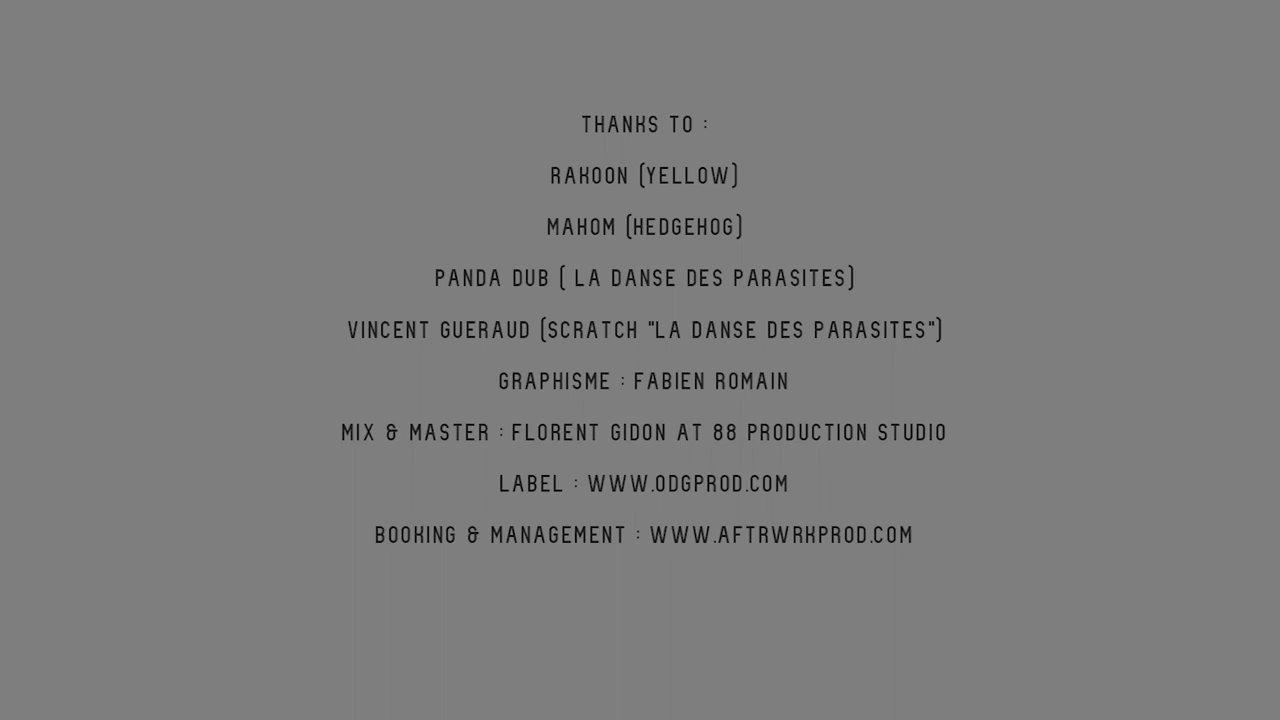 THANKS TO :
RAKOON (YELLOW)
MAHOM (HEDGEHOG)
PANDA DUB ( LA DANSE DES PARASITES)
VINCENT GUERAUD (SCRATCH "LA DANSE DES PARASITES")
GRAPHISME : FABIEN ROMAIN
MIX & MASTER : FLORENT GIDON AT 88 PRODUCTION STUDIO
LABEL : WWW.ODGPROD.COM
BOOKING & MANAGEMENT : WWW.AFTRWRKPROD.COM